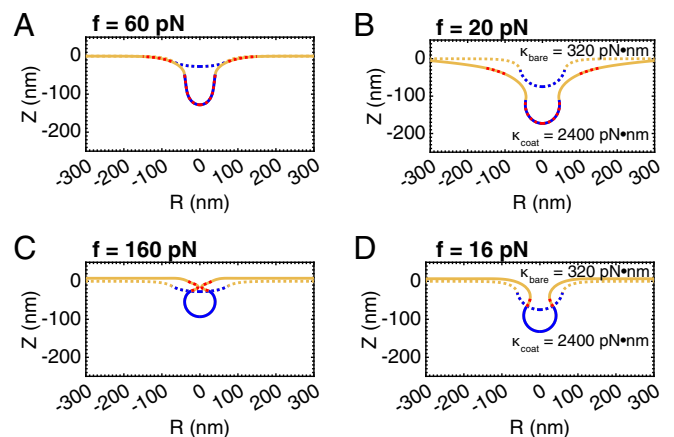 A f = 60 pN
0
-100
-200
Z (nm)
-300 -200 -100 0 100 200 300
R (nm)
B f = 20 pN
κbare = 320 pN•nm
0
-100
-200
Z (nm)
κcoat = 2400 pN•nm
-300 -200 -100 0 100 200 300
R (nm)
C f = 160 pN
0
-100
-200
Z (nm)
-300 -200 -100 0 100 200 300
R (nm)
D f = 16 pN
κbare = 320 pN•nm
0
-100
-200
Z (nm)
κcoat = 2400 pN•nm
-300 -200 -100 0 100 200 300
R (nm)